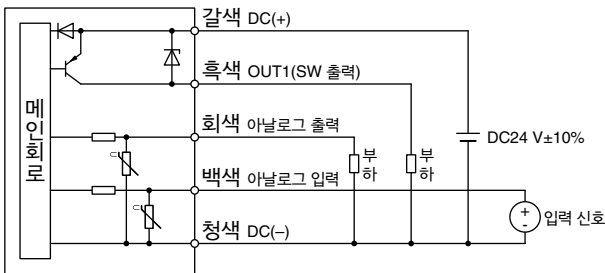 갈색 DC(+)
흑색 OUT1(SW 출력)
메인회로
회색 아날로그 출력
부하
부하
DC24 V±10%
백색 아날로그 입력
+
-
입력 신호
청색 DC(−)